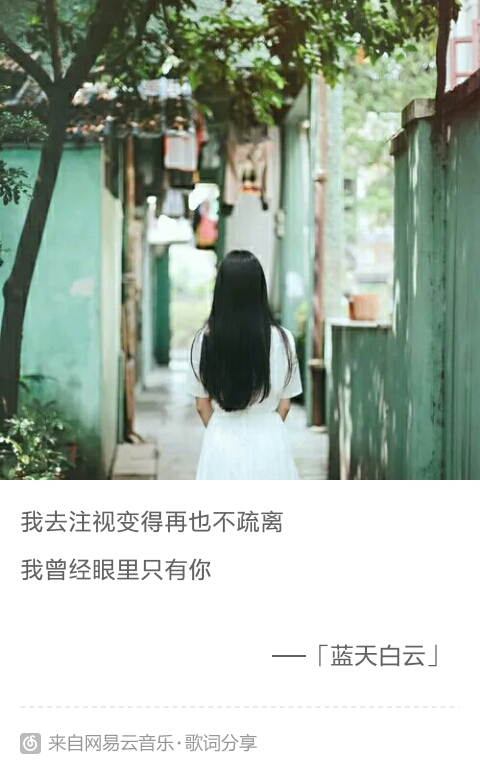 我去注视变得再也不疏离
我曾经眼里只有你
——「蓝天白云」
来自网易云音乐·歌词分享